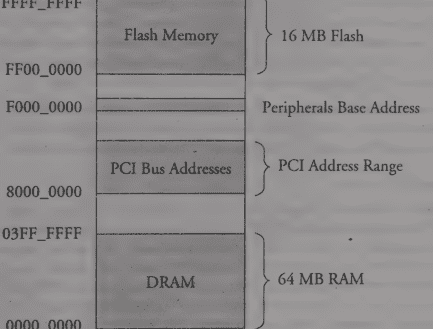 FFFF_FFFF
Flash Memory
16 MB Flash
FF00_0000
F000_0000
Peripherals Base Address
PCI Bus Addresses
PCI Address Range
8000_0000
03FF_FFFF
DRAM
64 MB RAM
0000_0000